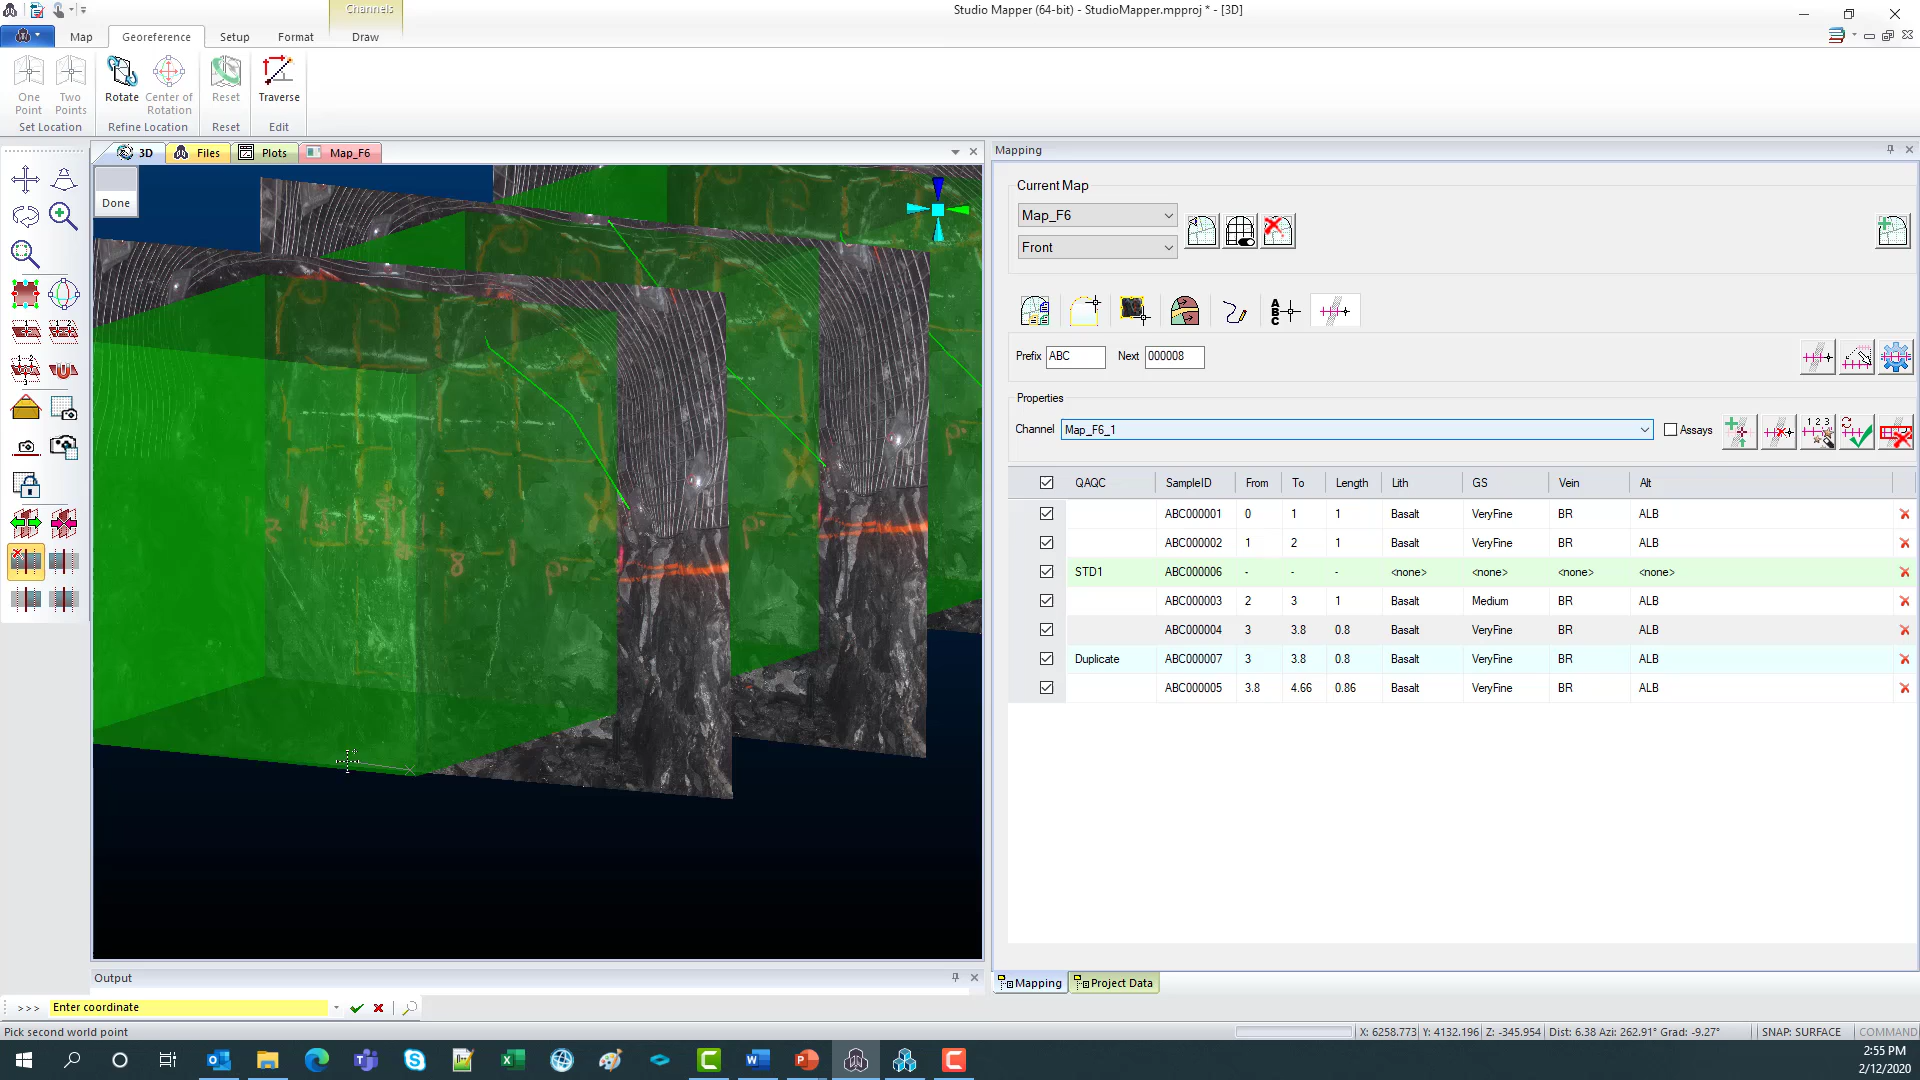 Channels
Studio Mapper (64-bit) - StudioMapper.mpproj * - [3D]
Map
Georeference
Setup
Format
Draw
One Point
Two Points
Rotate
Center of Rotation
Reset
Traverse
Set Location
Refine Location
Reset
Edit
3D
Files
Plots
Map_F6
Mapping
Done
Current Map
Map_F6
Front
Prefix ABC Next 000008
Properties
Channel Map_F6_1 Assays
QAQC SampleID From To Length Lith GS Vein Alt
ABC000001 0 1 1 Basalt VeryFine BR ALB
ABC000002 1 2 1 Basalt VeryFine BR ALB
STD1 ABC000006 - - - <none> <none> <none> <none>
ABC000003 2 3 1 Basalt Medium BR ALB
ABC000004 3 3.8 0.8 Basalt VeryFine BR ALB
Duplicate ABC000007 3 3.8 0.8 Basalt VeryFine BR ALB
ABC000005 3.8 4.66 0.86 Basalt VeryFine BR ALB
Output
Mapping
Project Data
>>> Enter coordinate
Pick second world point
X: 6258.773 Y: 4132.196 Z: -345.954 Dist: 6.38 Azi: 262.91° Grad: -9.27° SNAP: SURFACE COMMAND
2:55 PM
2/12/2020